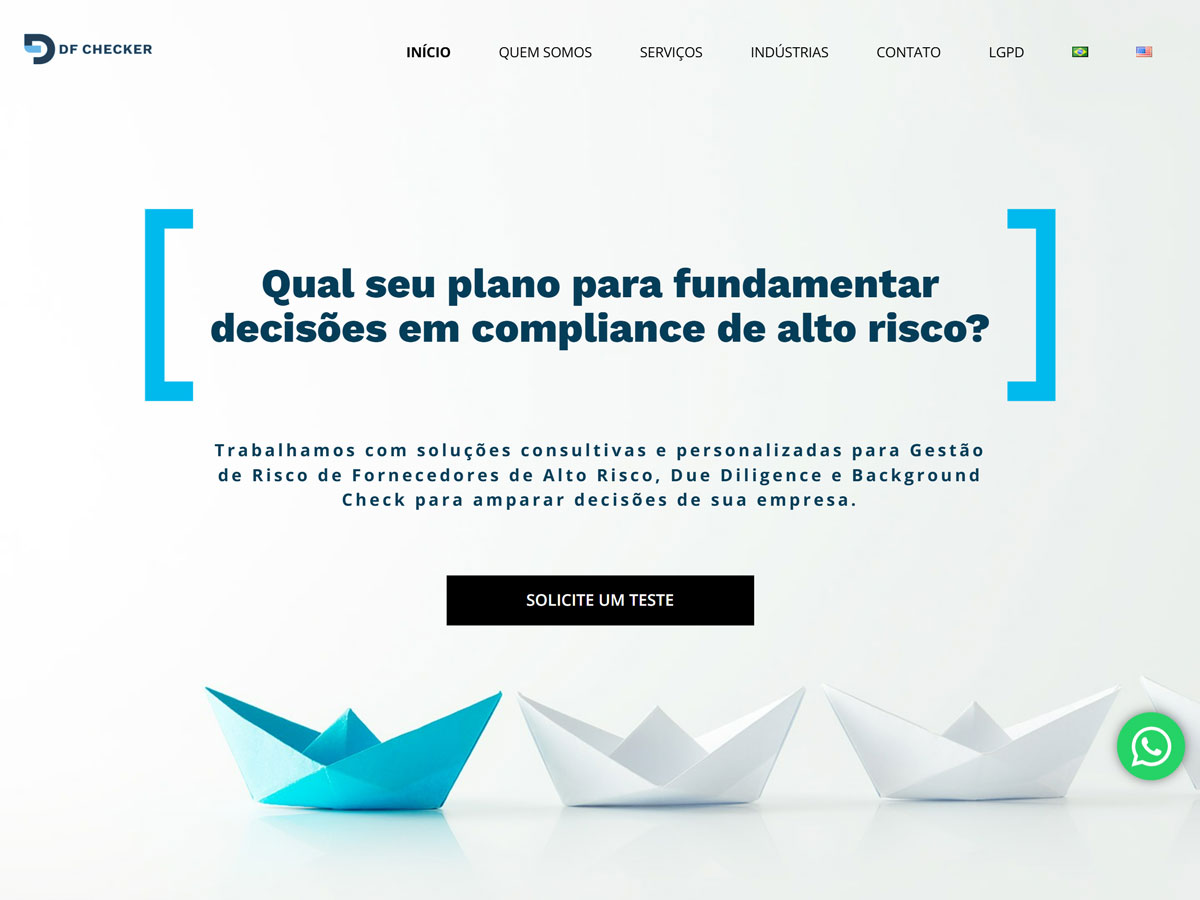 DF CHECKER
INÍCIO QUEM SOMOS SERVIÇOS INDÚSTRIAS CONTATO LGPD
Qual seu plano para fundamentar
decisões em compliance de alto risco?
Trabalhamos com soluções consultivas e personalizadas para Gestão
de Risco de Fornecedores de Alto Risco, Due Diligence e Background
Check para amparar decisões de sua empresa.
SOLICITE UM TESTE